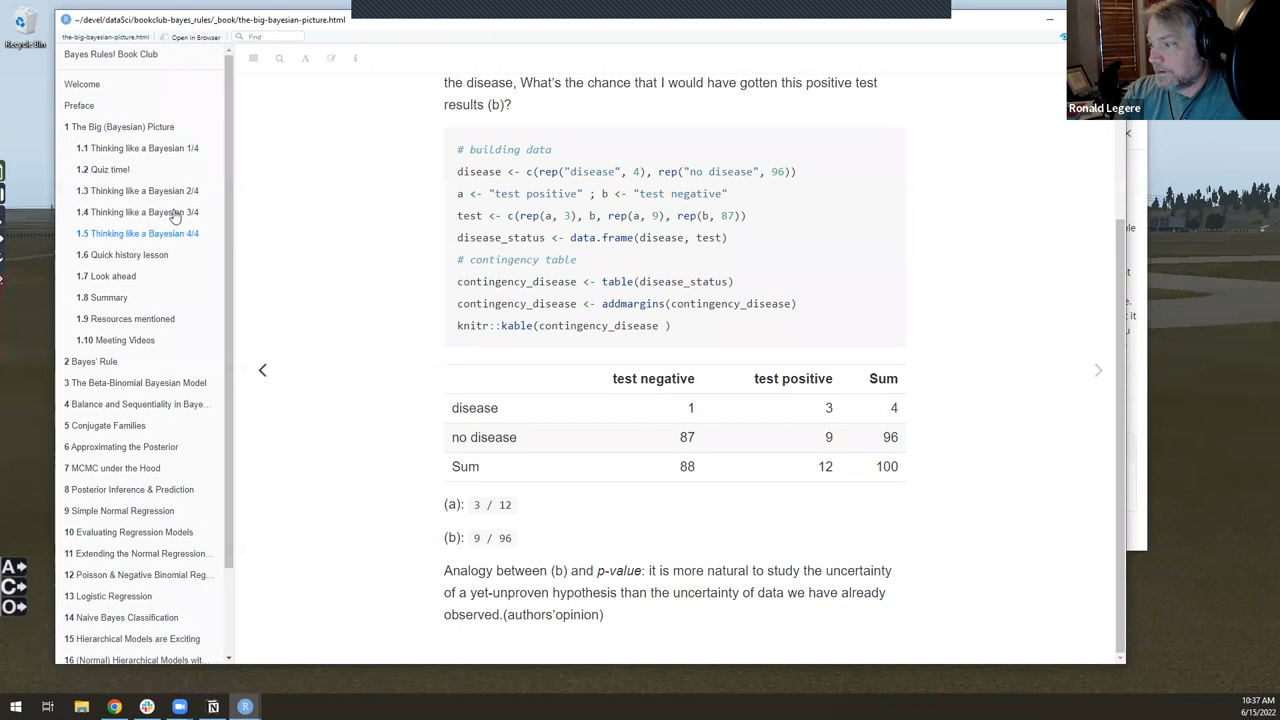 ~/devel/dataSci/bookclub-bayes_rules/_book/the-big-bayesian-picture.html
the-big-bayesian-picture.html
Open in Browser
Find
Recycle Bin
Ronald Legere
Bayes Rules! Book Club
Welcome
Preface
1 The Big (Bayesian) Picture
1.1 Thinking like a Bayesian 1/4
1.2 Quiz time!
1.3 Thinking like a Bayesian 2/4
1.4 Thinking like a Bayesian 3/4
1.5 Thinking like a Bayesian 4/4
1.6 Quick history lesson
1.7 Look ahead
1.8 Summary
1.9 Resources mentioned
1.10 Meeting Videos
2 Bayes' Rule
3 The Beta-Binomial Bayesian Model
4 Balance and Sequentiality in Baye...
5 Conjugate Families
6 Approximating the Posterior
7 MCMC under the Hood
8 Posterior Inference & Prediction
9 Simple Normal Regression
10 Evaluating Regression Models
11 Extending the Normal Regression...
12 Poisson & Negative Binomial Reg...
13 Logistic Regression
14 Naive Bayes Classification
15 Hierarchical Models are Exciting
16 (Normal) Hierarchical Models wit...
the disease, What's the chance that I would have gotten this positive test
results (b)?
# building data
disease <- c(rep("disease", 4), rep("no disease", 96))
a <- "test positive" ; b <- "test negative"
test <- c(rep(a, 3), b, rep(a, 9), rep(b, 87))
disease_status <- data.frame(disease, test)
# contingency table
contingency_disease <- table(disease_status)
contingency_disease <- addmargins(contingency_disease)
knitr::kable(contingency_disease )
test negative test positive Sum
disease 1 3 4
no disease 87 9 96
Sum 88 12 100
(a): 3 / 12
(b): 9 / 96
Analogy between (b) and p-value: it is more natural to study the uncertainty
of a yet-unproven hypothesis than the uncertainty of data we have already
observed.(authors'opinion)
A
C
O
10:37 AM
6/15/2022